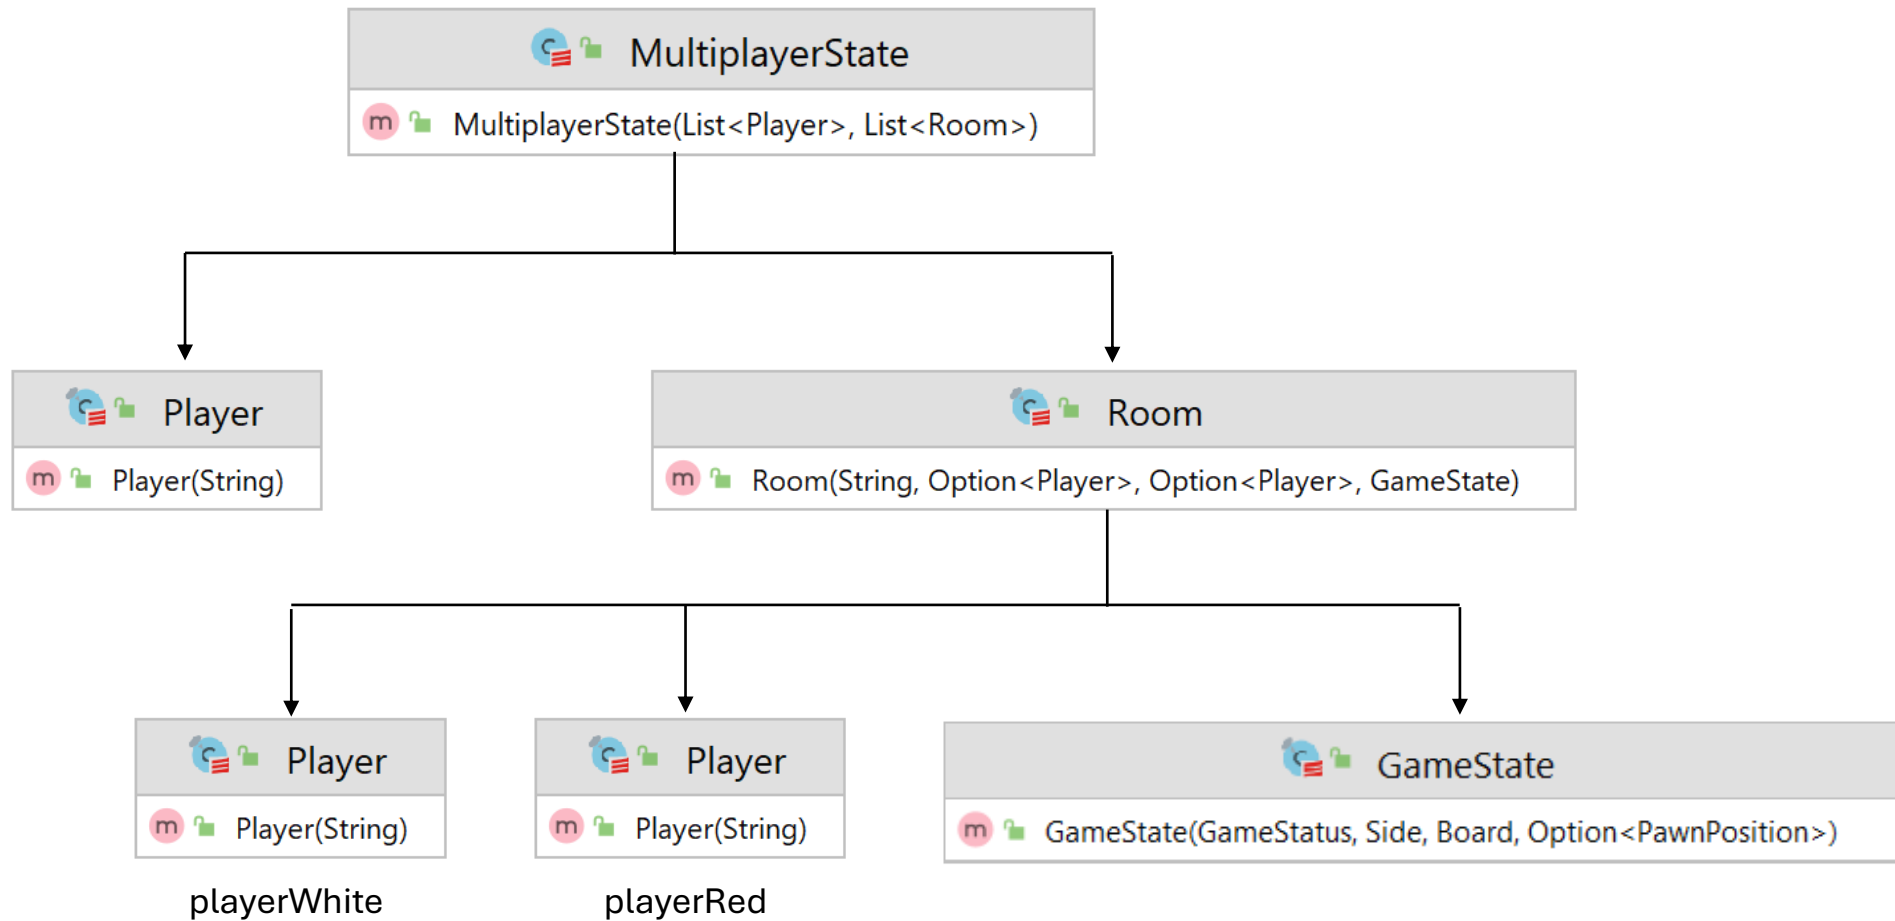 MultiplayerState
m MultiplayerState(List<Player>, List<Room>)
Player
m Player(String)
Room
m Room(String, Option<Player>, Option<Player>, GameState)
Player
m Player(String)
playerWhite
Player
m Player(String)
playerRed
GameState
m GameState(GameStatus, Side, Board, Option<PawnPosition>)